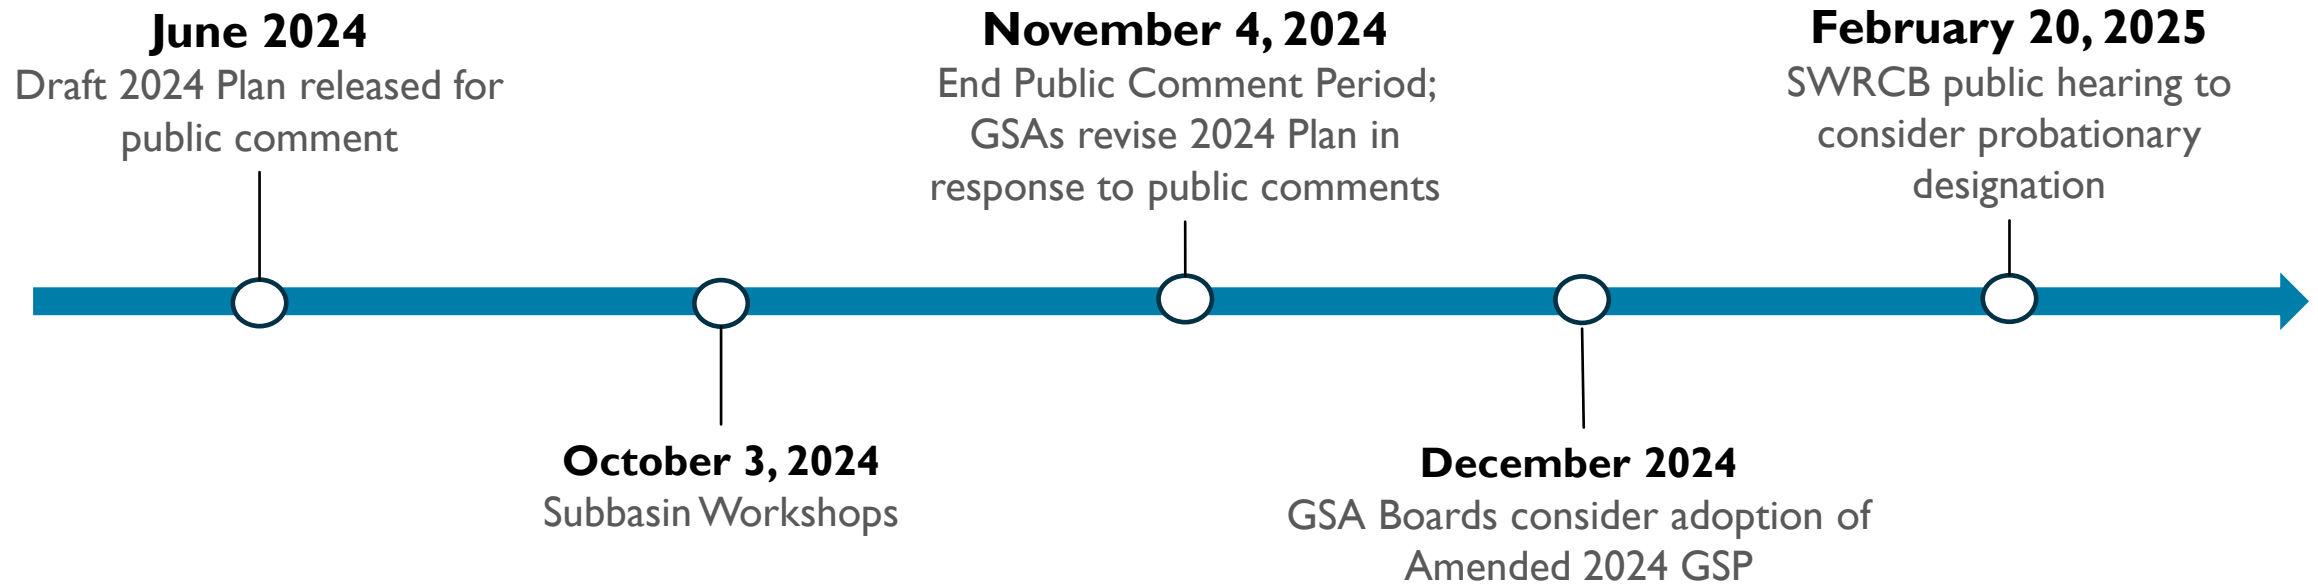 June 2024
Draft 2024 Plan released for
public comment
October 3, 2024
Subbasin Workshops
November 4, 2024
End Public Comment Period;
GSAs revise 2024 Plan in
response to public comments
December 2024
GSA Boards consider adoption of
Amended 2024 GSP
February 20, 2025
SWRCB public hearing to
consider probationary
designation